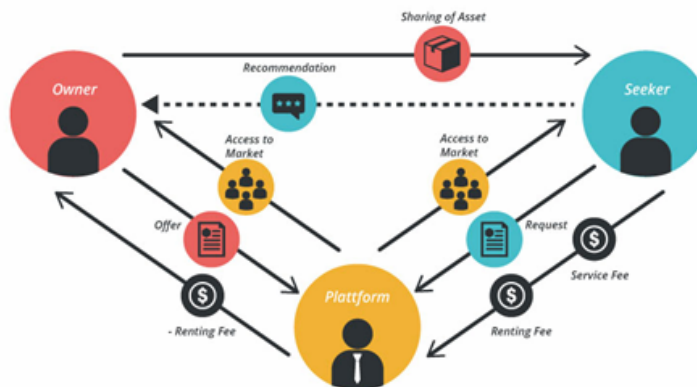 Sharing of Asset
Recommendation
Owner
Seeker
Access to
Market
Access to
Market
Offer
Request
$
Service Fee
Plattform
$
- Renting Fee
$
Renting Fee